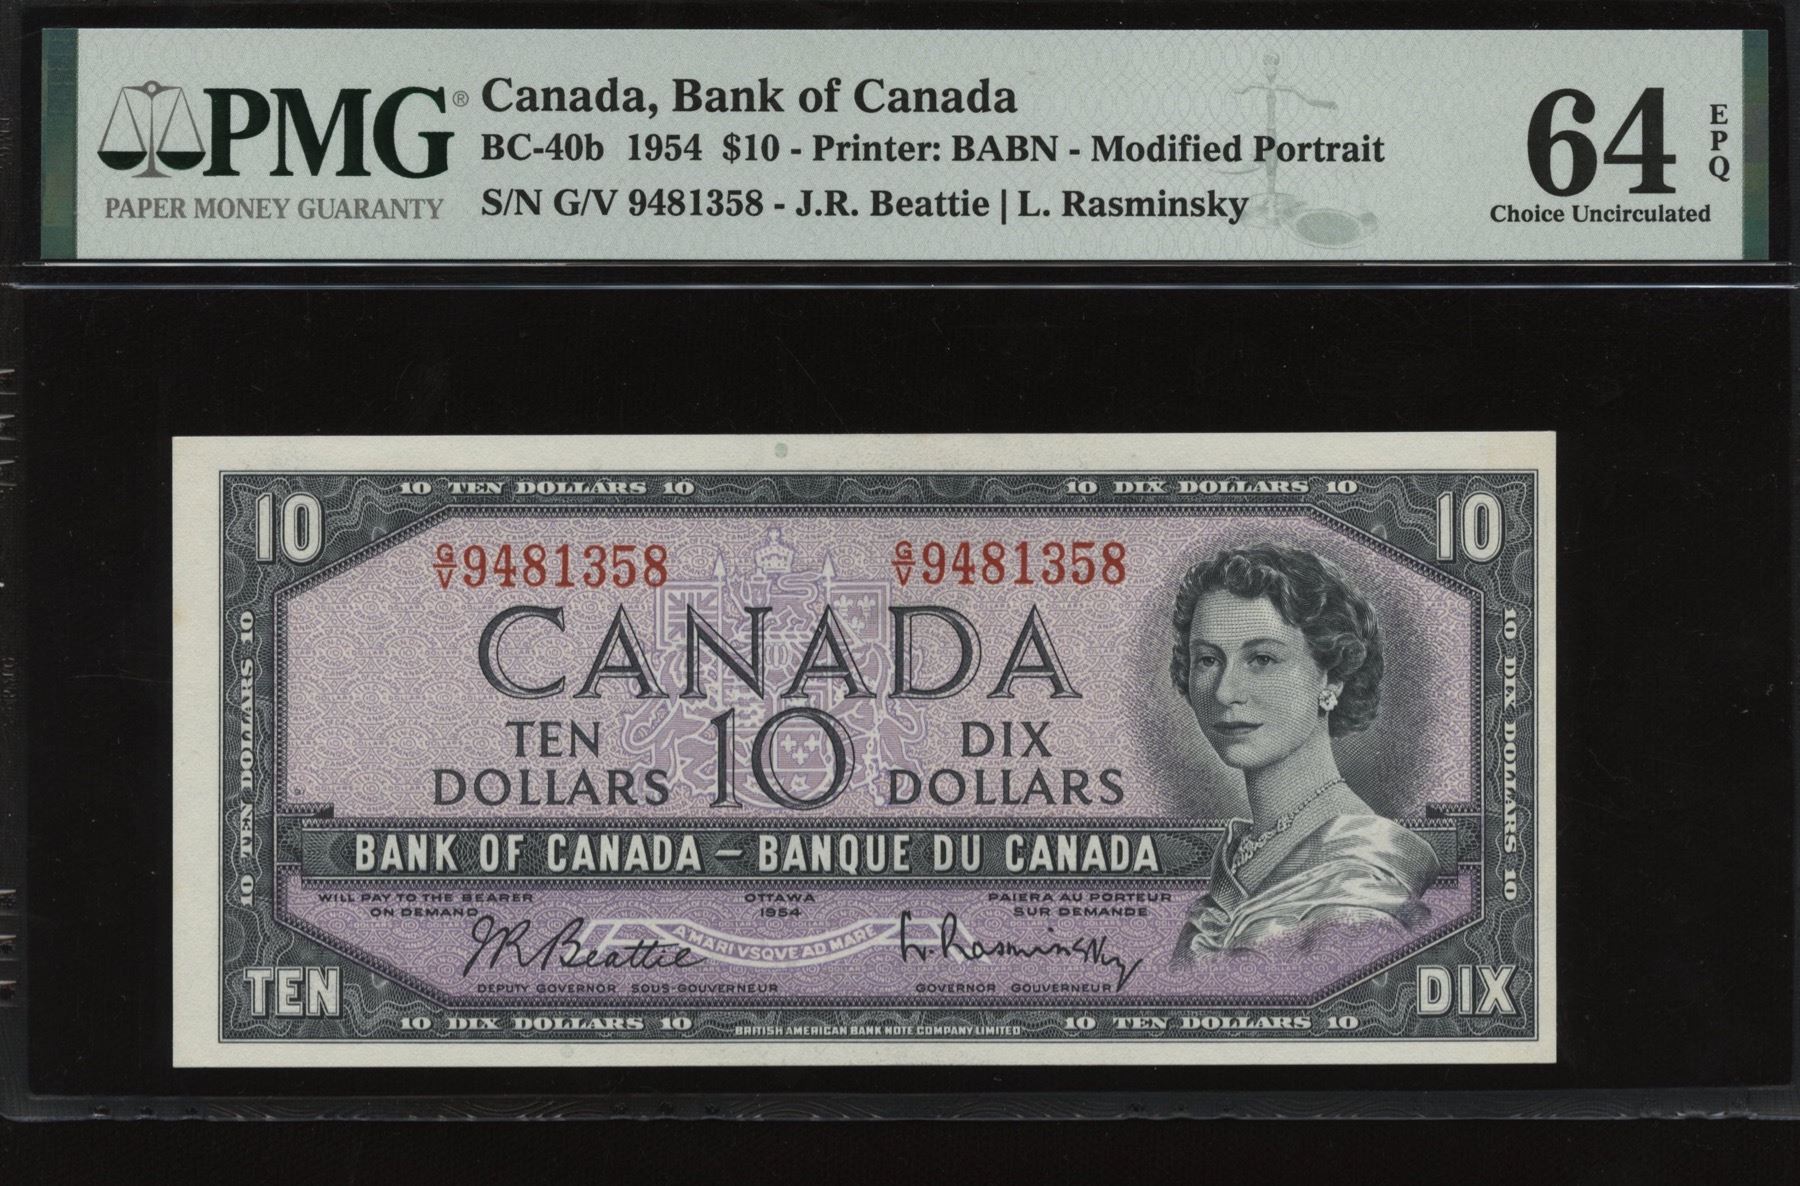 PMG®
PAPER MONEY GUARANTY
Canada, Bank of Canada
BC-40b 1954 $10 - Printer: BABN - Modified Portrait
S/N G/V 9481358 - J.R. Beattie | L. Rasminsky
64 EPQ
Choice Uncirculated
10 TEN DOLLARS 10
10 DIX DOLLARS 10
10
10
G/V 9481358
G/V 9481358
CANADA
TEN DOLLARS
10
DIX DOLLARS
10 TEN DOLLARS 10
10 DIX DOLLARS 10
BANK OF CANADA – BANQUE DU CANADA
WILL PAY TO THE BEARER
ON DEMAND
OTTAWA
1954
PAIERA AU PORTEUR
SUR DEMANDE
JR Beattie
A MARI VSQVE AD MARE
L. Rasminsky
DEPUTY GOVERNOR SOUS-GOUVERNEUR
GOVERNOR GOUVERNEUR
TEN
DIX
10 DIX DOLLARS 10
BRITISH AMERICAN BANK NOTE COMPANY LIMITED
10 TEN DOLLARS 10